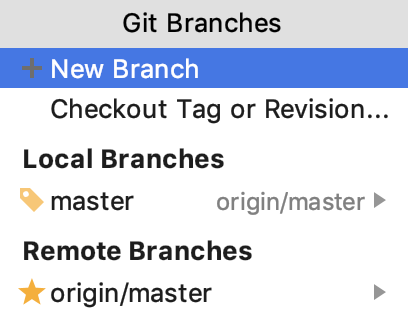 Git Branches
New Branch
Checkout Tag or Revision...
Local Branches
master origin/master
Remote Branches
origin/master